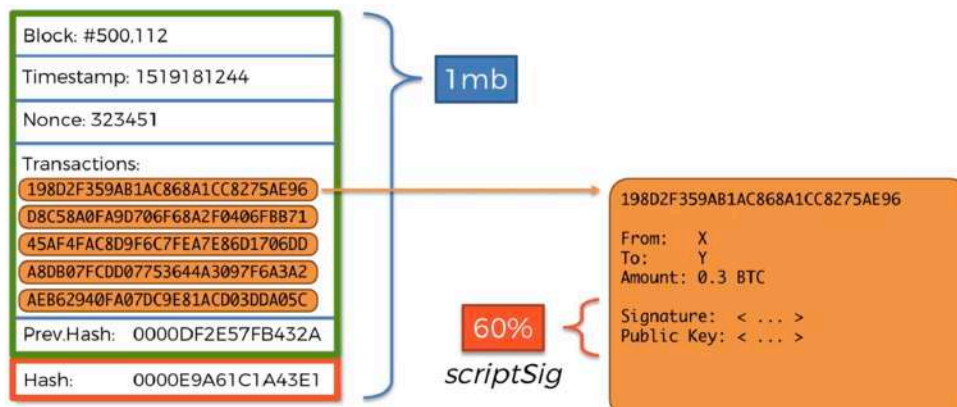 Block: #500,112
Timestamp: 1519181244
Nonce: 323451
Transactions:
198D2F359AB1AC868A1CC8275AE96
D8C58A0FA9D706F68A2F0406FBB71
45AF4FAC8D9F6C7FEA7E86D1706DD
A8DB07FCDD07753644A3097F6A3A2
AEB62940FA07DC9E81ACD03DDA05C
Prev.Hash: 0000DF2E57FB432A
Hash: 0000E9A61C1A43E1
1mb
198D2F359AB1AC868A1CC8275AE96
From: X
To: Y
Amount: 0.3 BTC
Signature: < ... >
Public Key: < ... >
60%
scriptSig